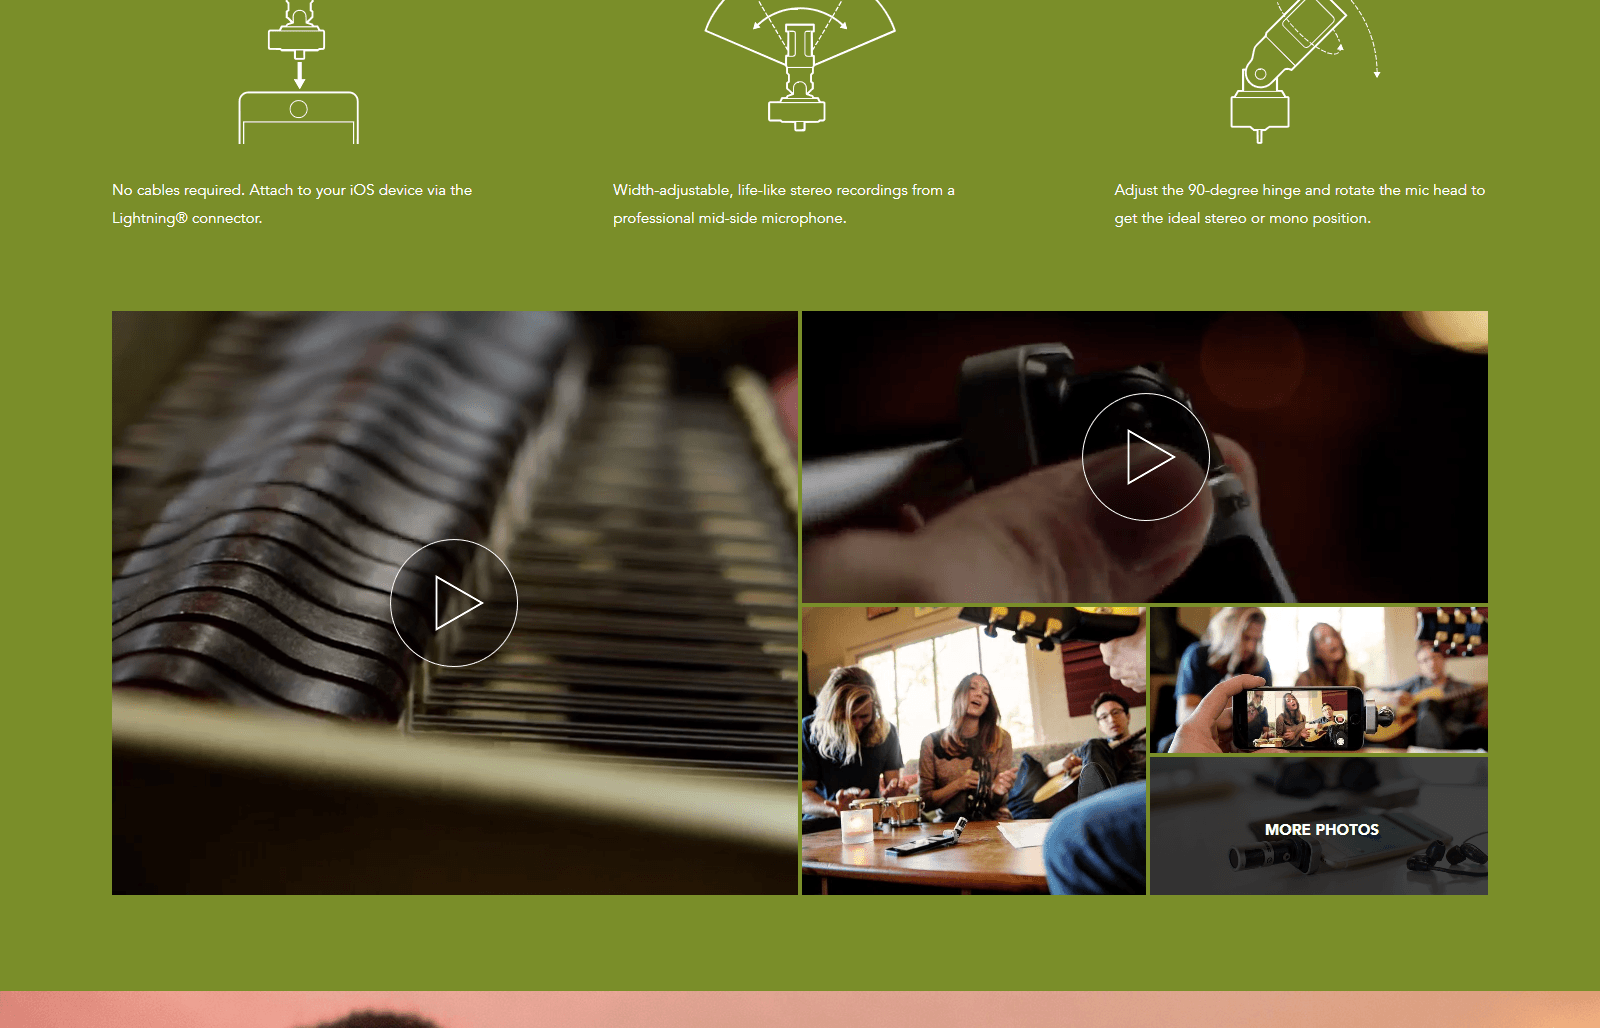 No cables required. Attach to your iOS device via the
Lightning® connector.
Width-adjustable, life-like stereo recordings from a
professional mid-side microphone.
Adjust the 90-degree hinge and rotate the mic head to
get the ideal stereo or mono position.
MORE PHOTOS